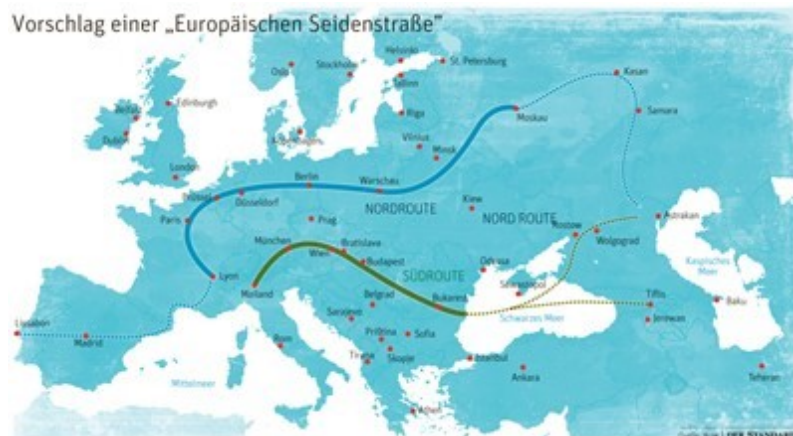 Vorschlag einer „Europäischen Seidenstraße“
Helsinki
Oslo
Stockholm
St. Petersburg
Tallinn
Kasan
Edinburgh
Riga
Moskau
Samara
Belfast
Dublin
Kopenhagen
Vilnius
Minsk
London
Berlin
Warschau
Brüssel
Düsseldorf
NORDROUTE
Kiew
NORD ROUTE
Paris
Prag
Astrakan
Rostow
Wolgograd
München
Bratislava
Wien
Budapest
Odessa
Kaspisches
Meer
Lyon
SÜDROUTE
Mailand
Sewastopol
Belgrad
Bukarest
Tiflis
Baku
Sarajevo
Schwarzes Meer
Jerewan
Lissabon
Madrid
Rom
Priština
Sofia
Skopje
Tirana
Istanbul
Ankara
Teheran
Mittelmeer
Athen
DER STANDARD